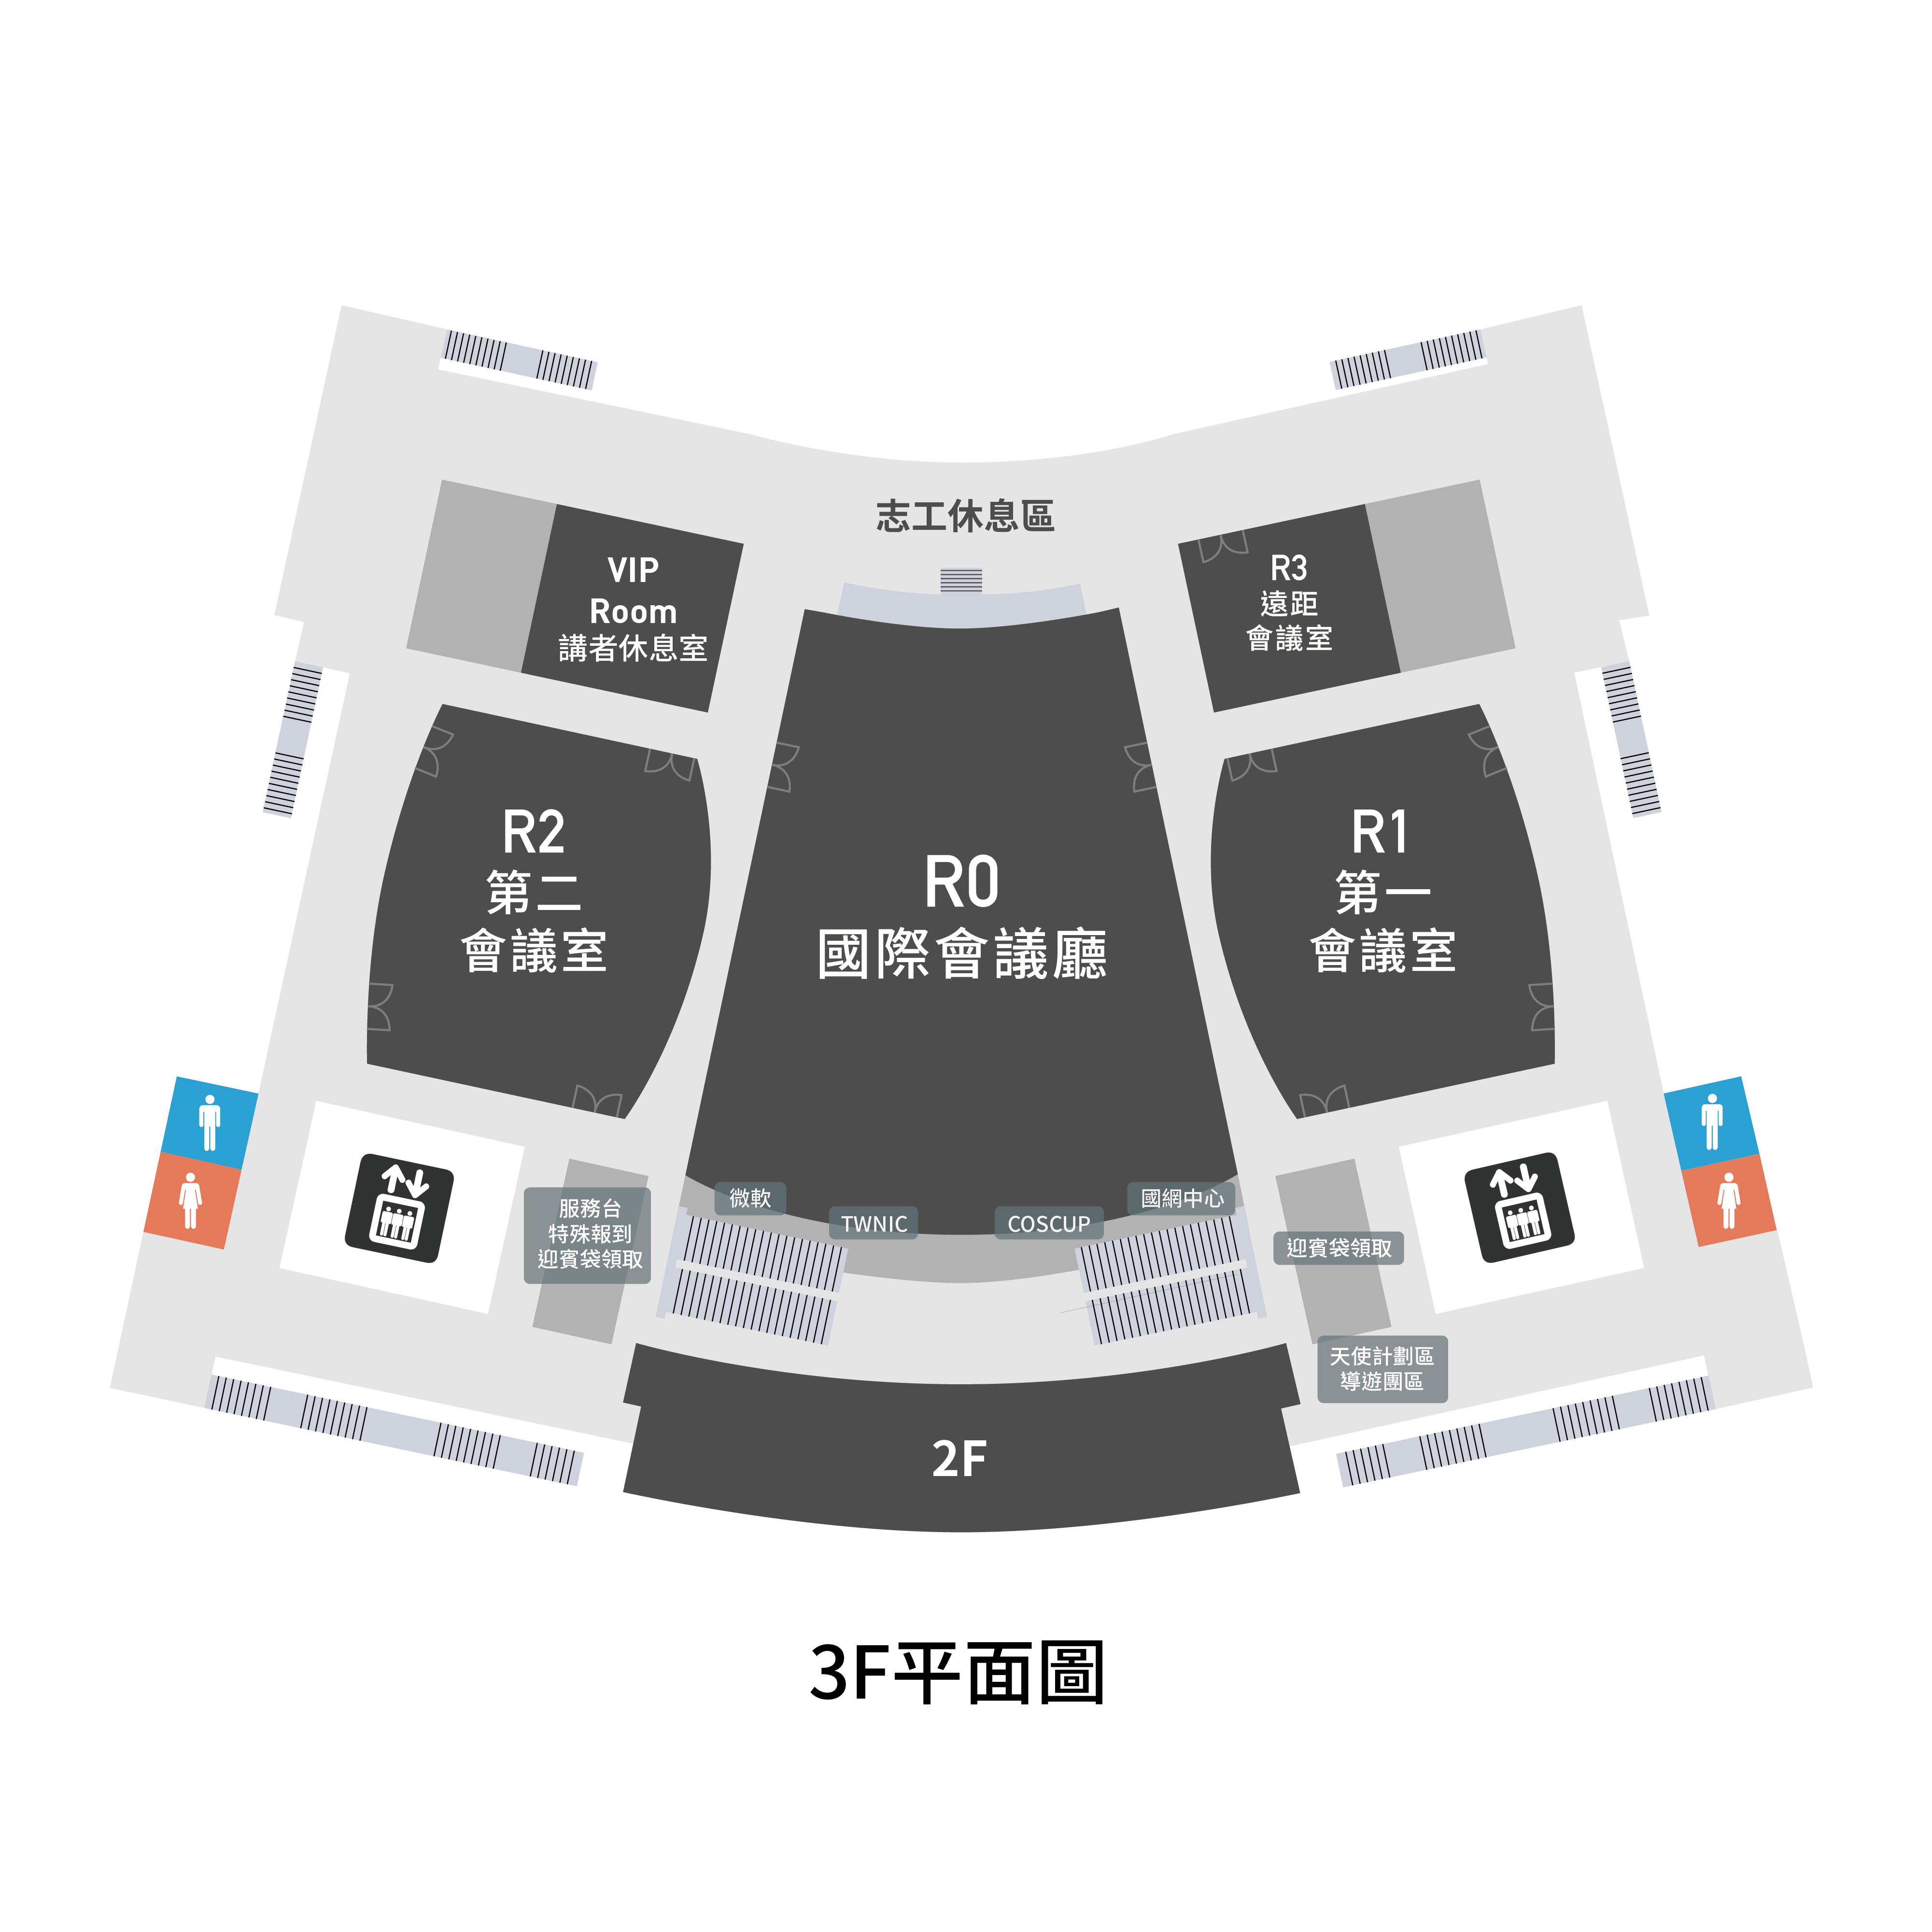 志工休息區
VIP
Room
講者休息室
R3
遠距
會議室
R2
第二
會議室
R0
國際會議廳
R1
第一
會議室
服務台
特殊報到
迎賓袋領取
微軟
TWNIC
COSCUP
國網中心
迎賓袋領取
天使計劃區
導遊團區
2F
3F平面圖